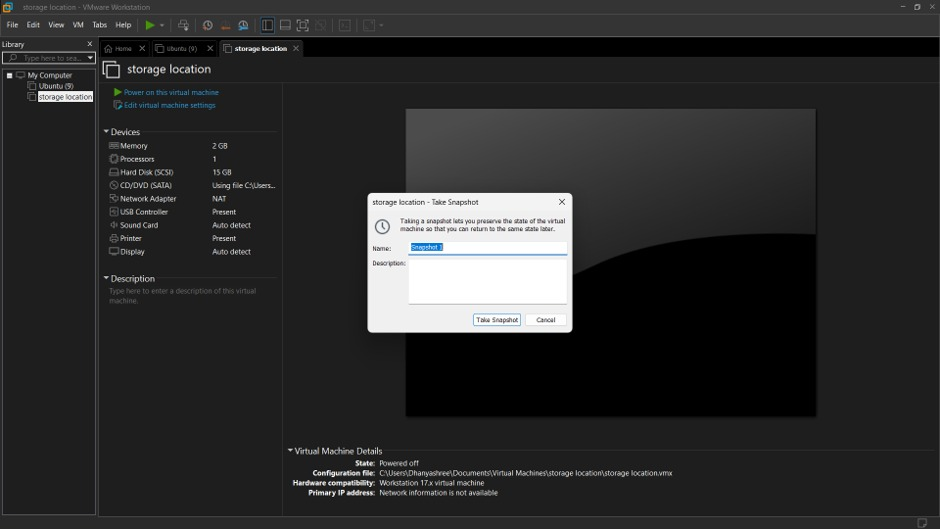 storage location - VMware Workstation
File Edit View VM Tabs Help
Library
Type here to sea...
Home Ubuntu (9) storage location
My Computer
Ubuntu (9)
storage location
storage location
Power on this virtual machine
Edit virtual machine settings
Devices
Memory 2 GB
Processors 1
Hard Disk (SCSI) 15 GB
CD/DVD (SATA) Using file C:\Users...
Network Adapter NAT
USB Controller Present
Sound Card Auto detect
Printer Present
Display Auto detect
Description
Type here to enter a description of this virtual
machine.
storage location - Take Snapshot
Taking a snapshot lets you preserve the state of the virtual
machine so that you can return to the same state later.
Name: Snapshot 1
Description:
Take Snapshot Cancel
Virtual Machine Details
State: Powered off
Configuration file: C:\Users\Dhanyashree\Documents\Virtual Machines\storage location\storage location.vmx
Hardware compatibility: Workstation 17.x virtual machine
Primary IP address: Network information is not available